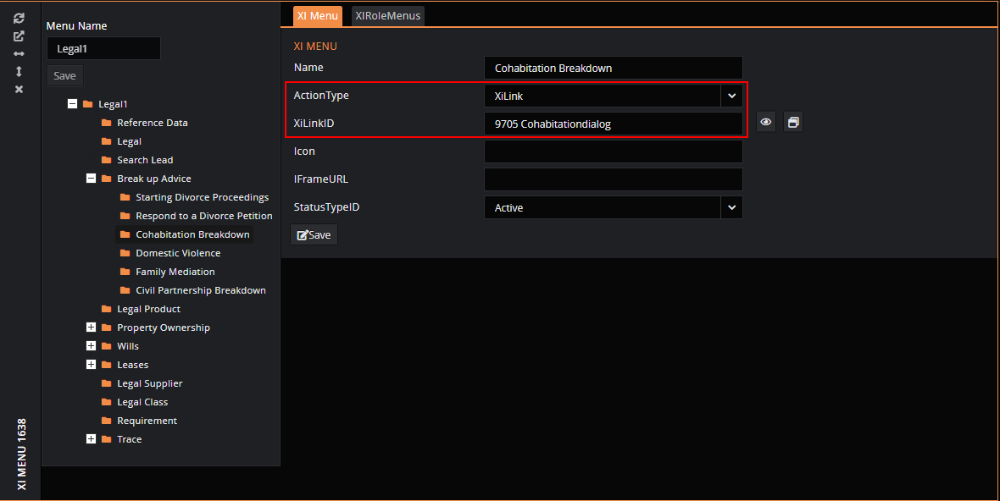 Menu Name
Legal1
Save
Legal1
Reference Data
Legal
Search Lead
Break up Advice
Starting Divorce Proceedings
Respond to a Divorce Petition
Cohabitation Breakdown
Domestic Violence
Family Mediation
Civil Partnership Breakdown
Legal Product
Property Ownership
Wills
Leases
Legal Supplier
Legal Class
Requirement
Trace
XI MENU 1638
XI Menu XIRoleMenus
XI MENU
Name Cohabitation Breakdown
ActionType XiLink
XiLinkID 9705 Cohabitationdialog
Icon
IFrameURL
StatusTypeID Active
Save